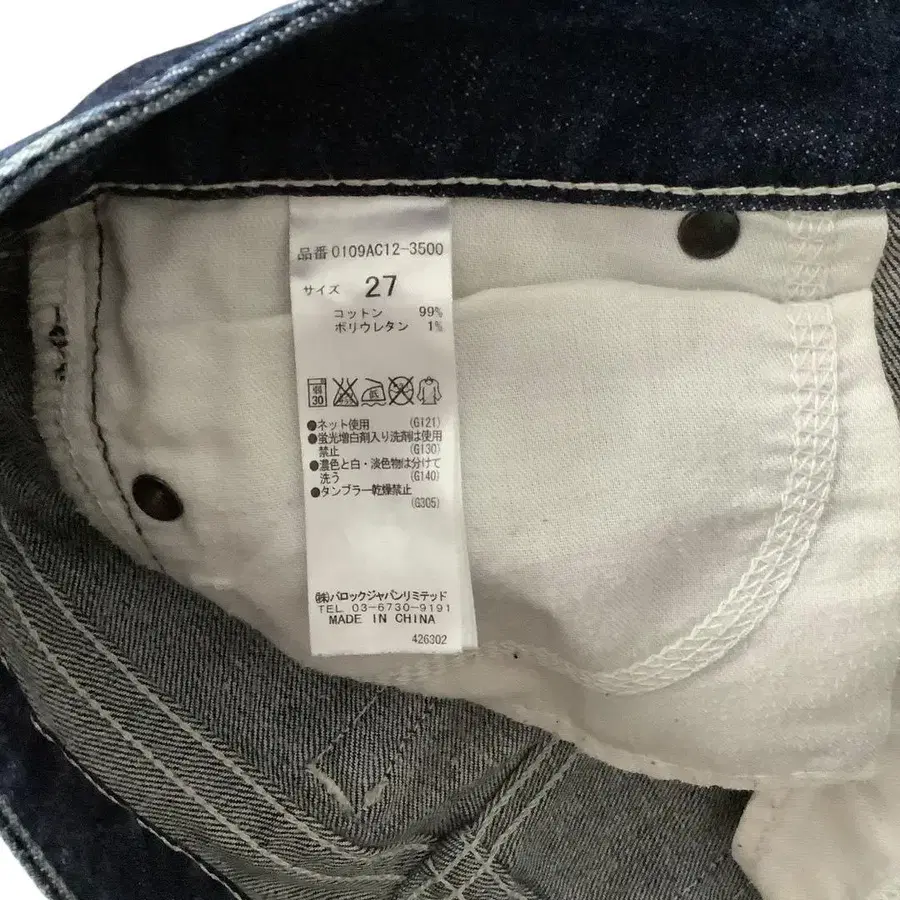 品番 0109AC12-3500
サイズ 27
コットン 99%
ポリウレタン 1%
弱 30 低
●ネット使用 (G121)
●蛍光増白剤入り洗剤は使用
禁止 (G130)
●濃色と白・淡色物は分けて
洗う (G140)
●タンブラー乾燥禁止
(G305)
㈱バロックジャパンリミテッド
TEL 03-6730-9191
MADE IN CHINA
426302